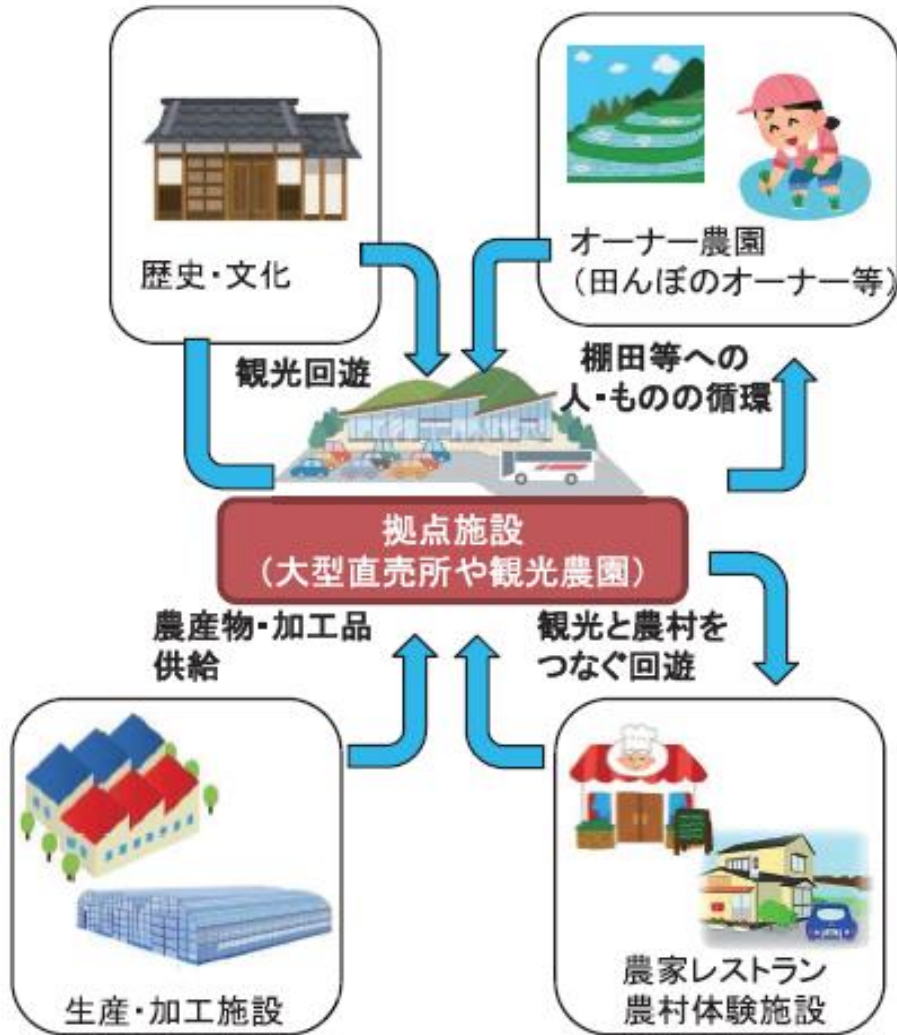 歴史・文化
オーナー農園
(田んぼのオーナー等)
観光回遊
棚田等への
人・ものの循環
拠点施設
(大型直売所や観光農園)
農産物・加工品
供給
観光と農村を
つなぐ回遊
生産・加工施設
農家レストラン
農村体験施設